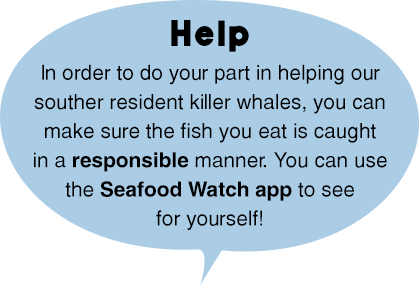 Help
In order to do your part in helping our
souther resident killer whales, you can
make sure the fish you eat is caught
in a responsible manner. You can use
the Seafood Watch app to see
for yourself!